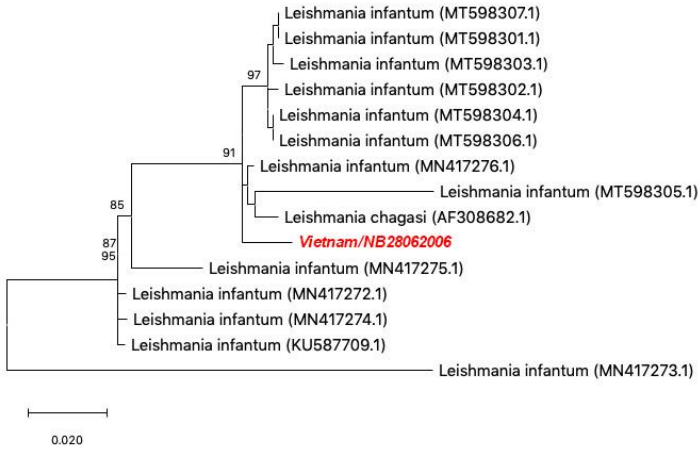 Leishmania infantum (MT598307.1)
Leishmania infantum (MT598301.1)
Leishmania infantum (MT598303.1)
97
Leishmania infantum (MT598302.1)
Leishmania infantum (MT598304.1)
Leishmania infantum (MT598306.1)
91
Leishmania infantum (MN417276.1)
Leishmania infantum (MT598305.1)
85
Leishmania chagasi (AF308682.1)
87
Vietnam/NB28062006
95
Leishmania infantum (MN417275.1)
Leishmania infantum (MN417272.1)
Leishmania infantum (MN417274.1)
Leishmania infantum (KU587709.1)
Leishmania infantum (MN417273.1)
0.020